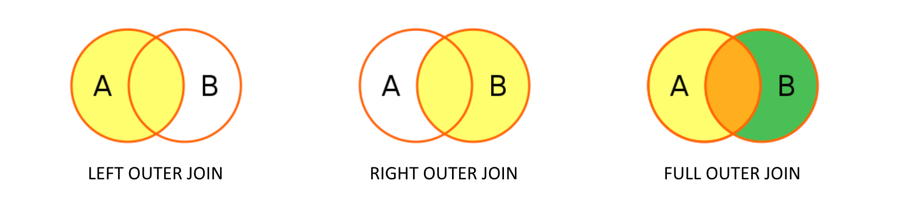 A B
A B
A B
LEFT OUTER JOIN
RIGHT OUTER JOIN
FULL OUTER JOIN